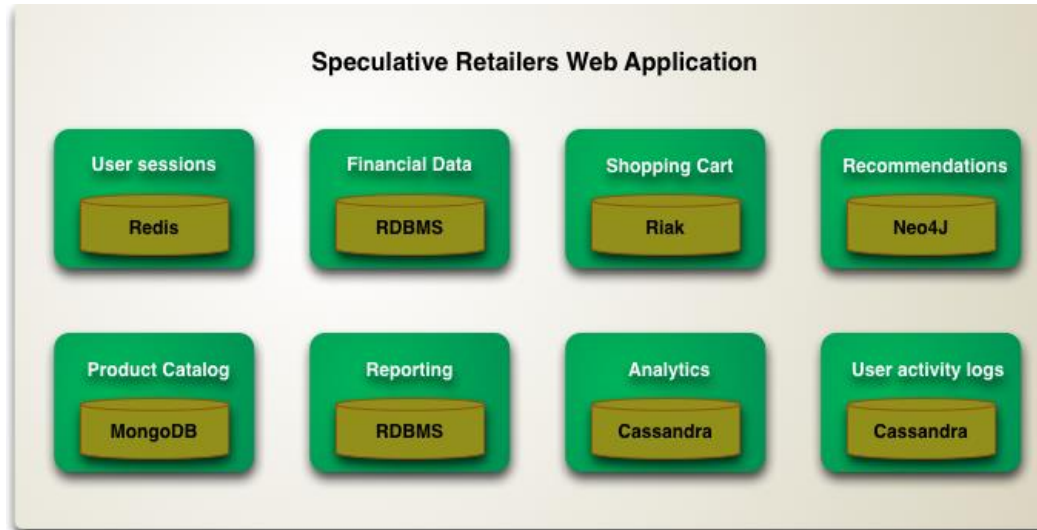 Speculative Retailers Web Application
User sessions
Redis
Financial Data
RDBMS
Shopping Cart
Riak
Recommendations
Neo4J
Product Catalog
MongoDB
Reporting
RDBMS
Analytics
Cassandra
User activity logs
Cassandra